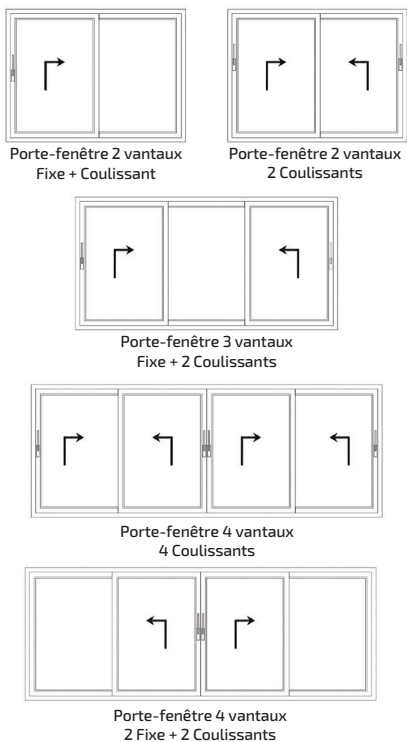 Porte-fenêtre 2 vantaux
Fixe + Coulissant
Porte-fenêtre 2 vantaux
2 Coulissants
Porte-fenêtre 3 vantaux
Fixe + 2 Coulissants
Porte-fenêtre 4 vantaux
4 Coulissants
Porte-fenêtre 4 vantaux
2 Fixe + 2 Coulissants